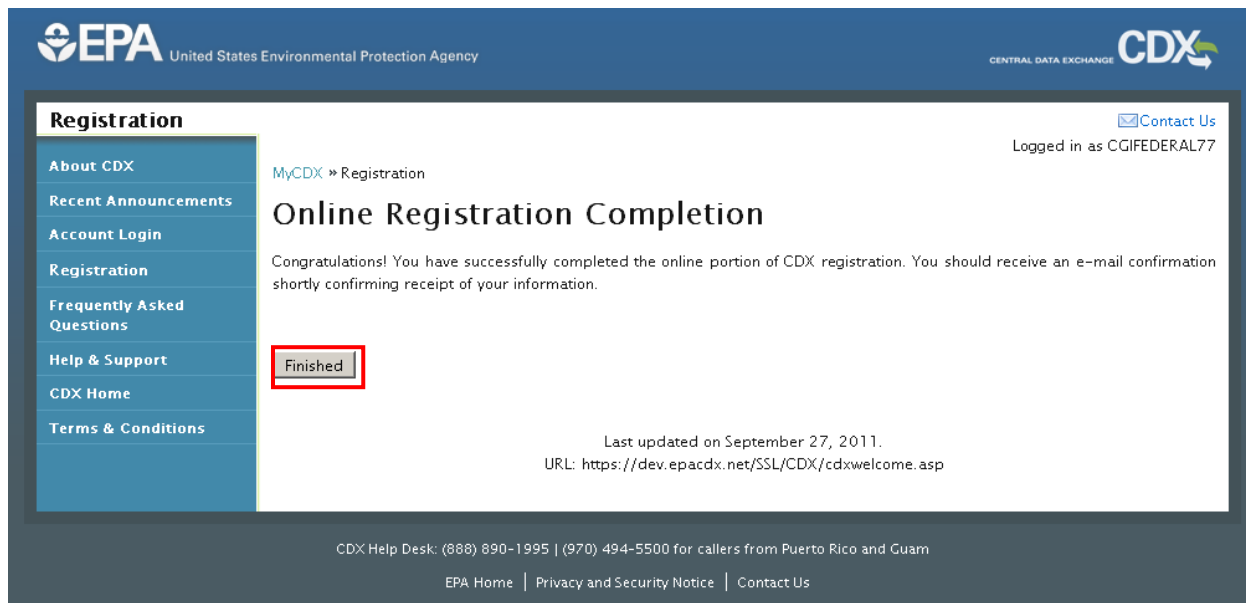 EPA United States Environmental Protection Agency
CENTRAL DATA EXCHANGE CDX
Registration
Contact Us
Logged in as CGIFEDERAL77
About CDX
Recent Announcements
Account Login
Registration
Frequently Asked
Questions
Help & Support
CDX Home
Terms & Conditions
MyCDX » Registration
Online Registration Completion
Congratulations! You have successfully completed the online portion of CDX registration. You should receive an e-mail confirmation
shortly confirming receipt of your information.
Finished
Last updated on September 27, 2011.
URL: https://dev.epacdx.net/SSL/CDX/cdxwelcome.asp
CDX Help Desk: (888) 890-1995 | (970) 494-5500 for callers from Puerto Rico and Guam
EPA Home | Privacy and Security Notice | Contact Us